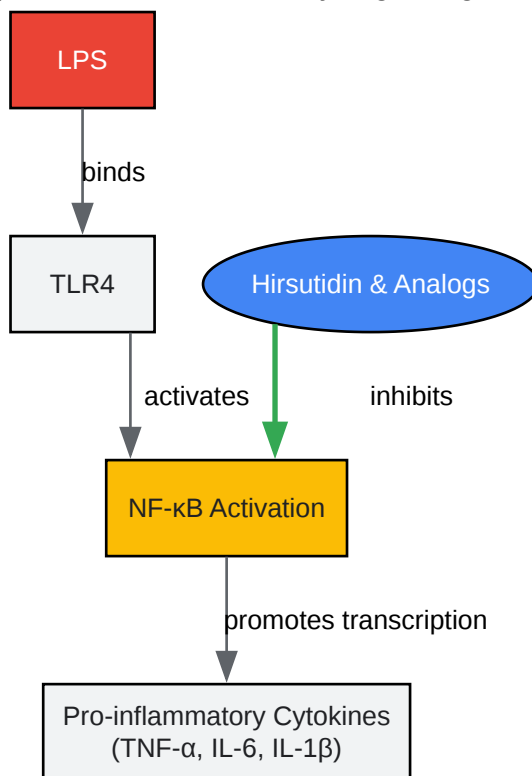 LPS
binds
TLR4
Hirsutidin & Analogs
activates
inhibits
NF-κB Activation
promotes transcription
Pro-inflammatory Cytokines
(TNF-α, IL-6, IL-1β)